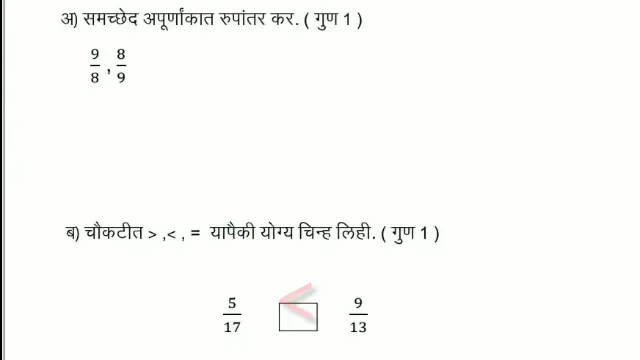 अ) समच्छेद अपूर्णांकात रुपांतर कर. ( गुण 1 )
9/8 , 8/9
ब) चौकटीत > ,< , = यापैकी योग्य चिन्ह लिही. ( गुण 1 )
5/17 < 9/13